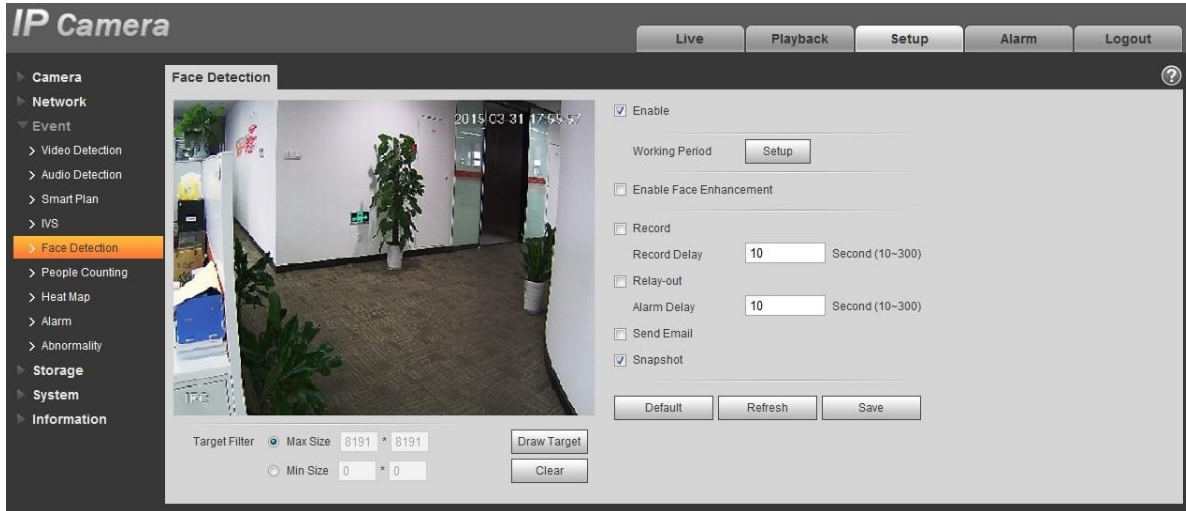 IP Camera
Live Playback Setup Alarm Logout
Camera
Network
Event
Video Detection
Audio Detection
Smart Plan
IVS
Face Detection
People Counting
Heat Map
Alarm
Abnormality
Storage
System
Information
Face Detection
?
2015-03-31 17:55:57
IPC
Target Filter Max Size 8191 * 8191 Draw Target
Min Size 0 * 0 Clear
Enable
Working Period Setup
Enable Face Enhancement
Record
Record Delay 10 Second (10~300)
Relay-out
Alarm Delay 10 Second (10~300)
Send Email
Snapshot
Default Refresh Save